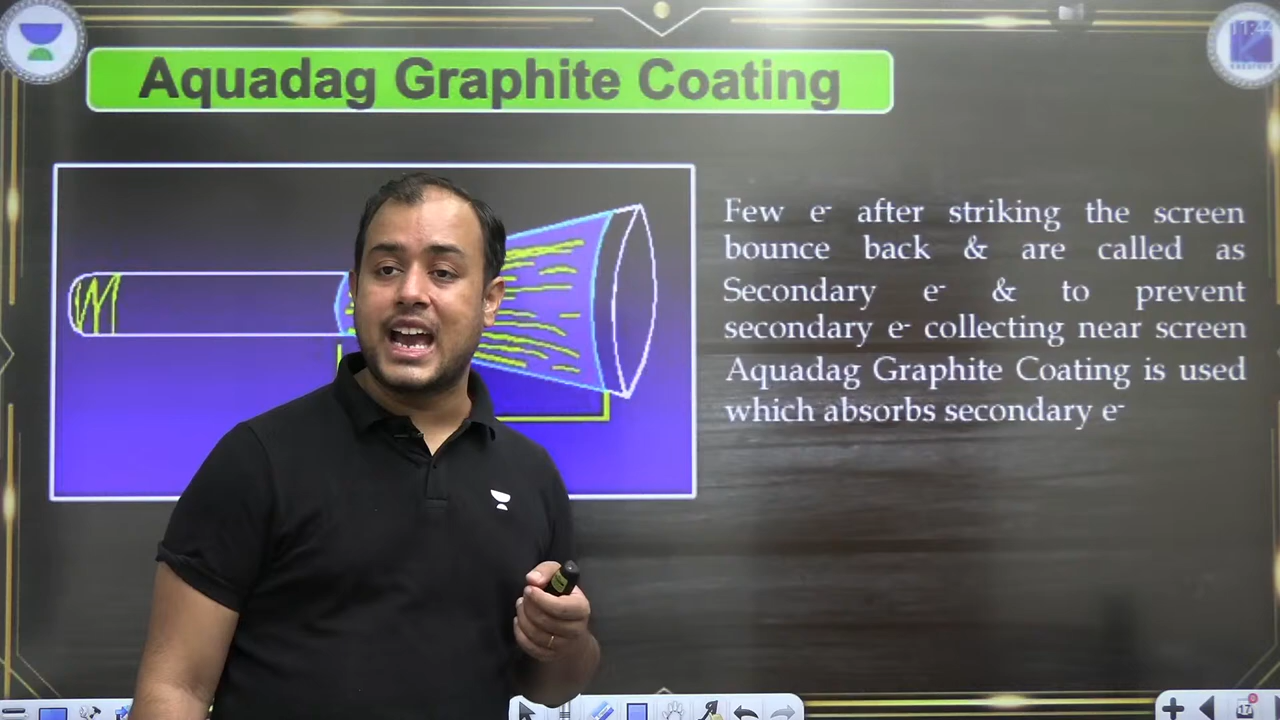 Aquadag Graphite Coating
Few e- after striking the screen
bounce back & are called as
Secondary e- & to prevent
secondary e- collecting near screen
Aquadag Graphite Coating is used
which absorbs secondary e-